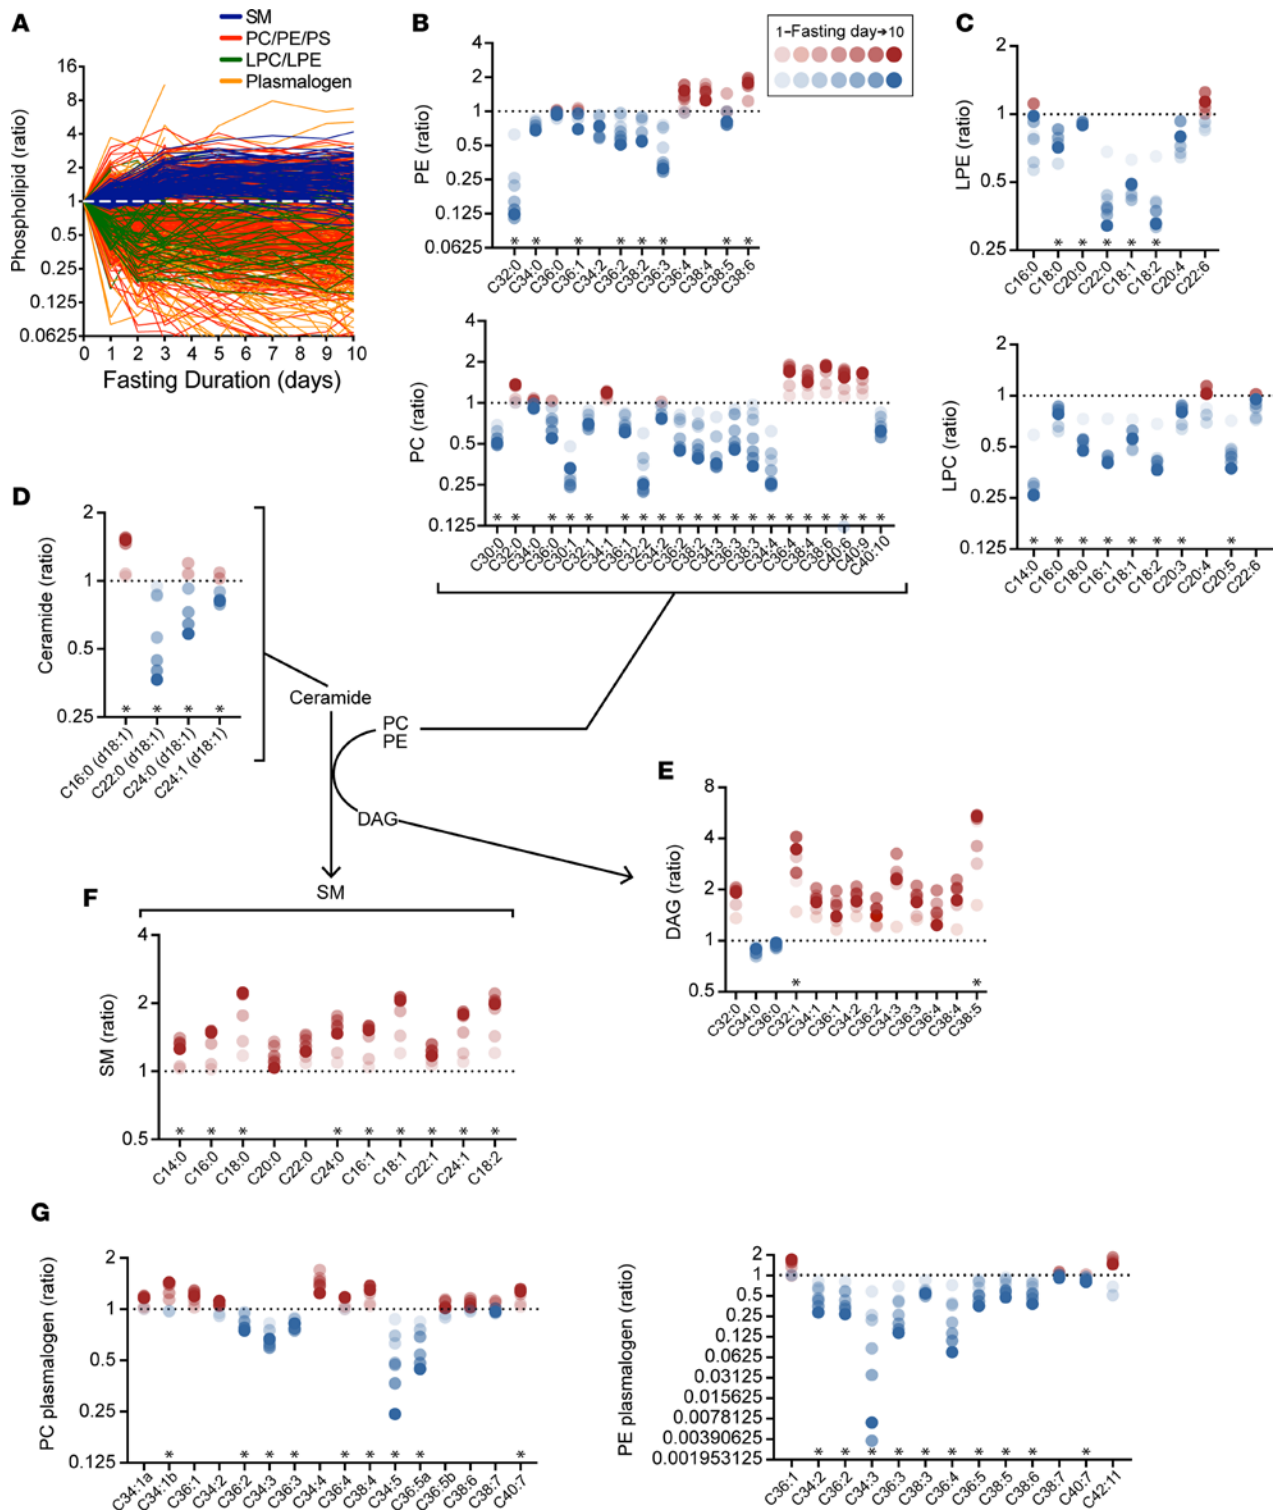 A
SM
PC/PE/PS
LPC/LPE
Plasmalogen
Phospholipid (ratio)
16
8
4
2
1
0.5
0.25
0.125
0.0625
0 1 2 3 4 5 6 7 8 9 10
Fasting Duration (days)
B
1–Fasting day→10
PE (ratio)
4
2
1
0.5
0.25
0.125
0.0625
* * * * * * * *
C32:0 C34:0 C36:0 C36:1 C34:2 C36:2 C38:2 C36:3 C36:4 C38:4 C38:5 C38:6
PC (ratio)
4
2
1
0.5
0.25
0.125
* * * * * * * * * * * * * * * * * *
C30:0 C32:0 C34:0 C36:0 C30:1 C32:1 C34:1 C36:1 C32:2 C34:2 C36:2 C38:2 C34:3 C36:3 C38:3 C34:4 C36:4 C38:4 C38:6 C40:6 C40:9 C40:10
C
LPE (ratio)
2
1
0.5
0.25
* * * * *
C16:0 C18:0 C20:0 C22:0 C18:1 C18:2 C20:4 C22:6
LPC (ratio)
2
1
0.5
0.25
0.125
* * * * * * * *
C14:0 C16:0 C18:0 C16:1 C18:1 C18:2 C20:3 C20:4 C20:5 C22:6
D
Ceramide (ratio)
2
1
0.5
0.25
* * * *
C16:0 (d18:1) C22:0 (d18:1) C24:0 (d18:1) C24:1 (d18:1)
Ceramide
PC
PE
DAG
SM
E
DAG (ratio)
8
4
2
1
0.5
* *
C32:0 C34:0 C36:0 C32:1 C34:1 C36:1 C34:2 C36:2 C34:3 C36:3 C36:4 C38:4 C38:5
F
SM (ratio)
4
2
1
0.5
* * * * * * * * *
C14:0 C16:0 C18:0 C20:0 C22:0 C24:0 C16:1 C18:1 C22:1 C24:1 C18:2
G
PC plasmalogen (ratio)
2
1
0.5
0.25
0.125
* * * * * * * * *
C34:1a C34:1b C36:1 C34:2 C36:2 C34:3 C36:3 C34:4 C36:4 C38:4 C34:5 C36:5a C36:5b C38:6 C38:7 C40:7
PE plasmalogen (ratio)
2
1
0.5
0.25
0.125
0.0625
0.03125
0.015625
0.0078125
0.00390625
0.001953125
* * * * * * * * * *
C36:1 C34:2 C36:2 C34:3 C36:3 C38:3 C36:4 C36:5 C38:5 C38:6 C38:7 C40:7 C42:11